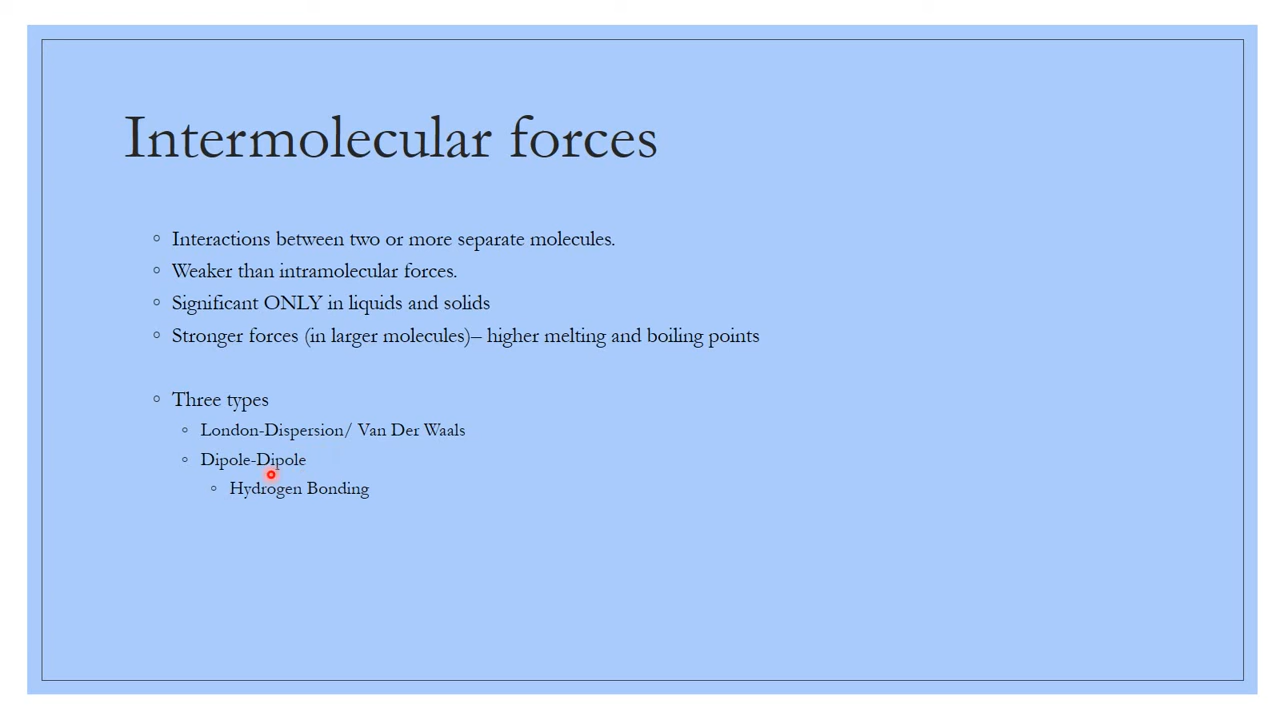 Intermolecular forces
Interactions between two or more separate molecules.
Weaker than intramolecular forces.
Significant ONLY in liquids and solids
Stronger forces (in larger molecules)– higher melting and boiling points
Three types
London-Dispersion/ Van Der Waals
Dipole-Dipole
Hydrogen Bonding